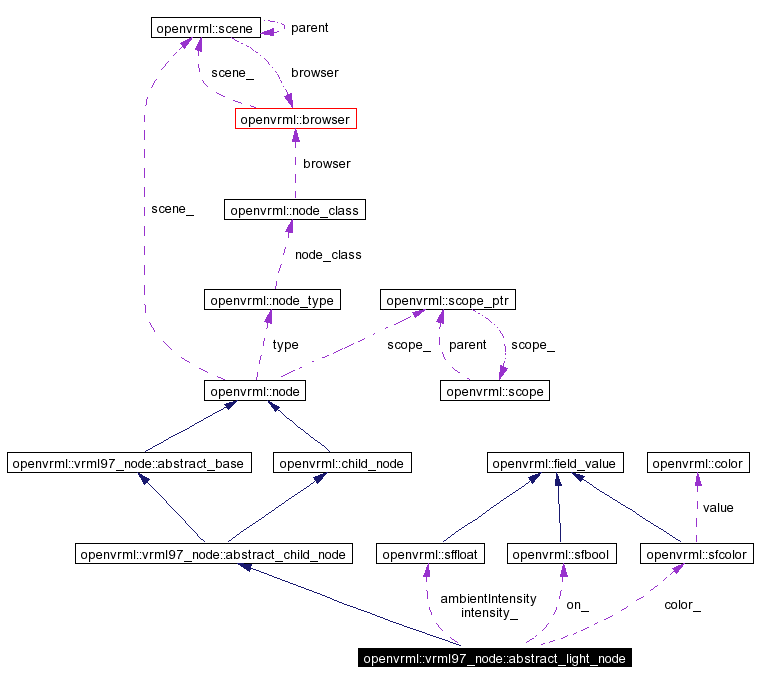 openvrml::scene
parent
scene_
browser
openvrml::browser
browser
scene_
openvrml::node_class
node_class
openvrml::node_type
openvrml::scope_ptr
type
scope_
parent
scope_
openvrml::node
openvrml::scope
openvrml::vrml97_node::abstract_base
openvrml::child_node
openvrml::field_value
openvrml::color
value
openvrml::vrml97_node::abstract_child_node
openvrml::sffloat
openvrml::sfbool
openvrml::sfcolor
ambientIntensity
intensity_
on_
color_
openvrml::vrml97_node::abstract_light_node